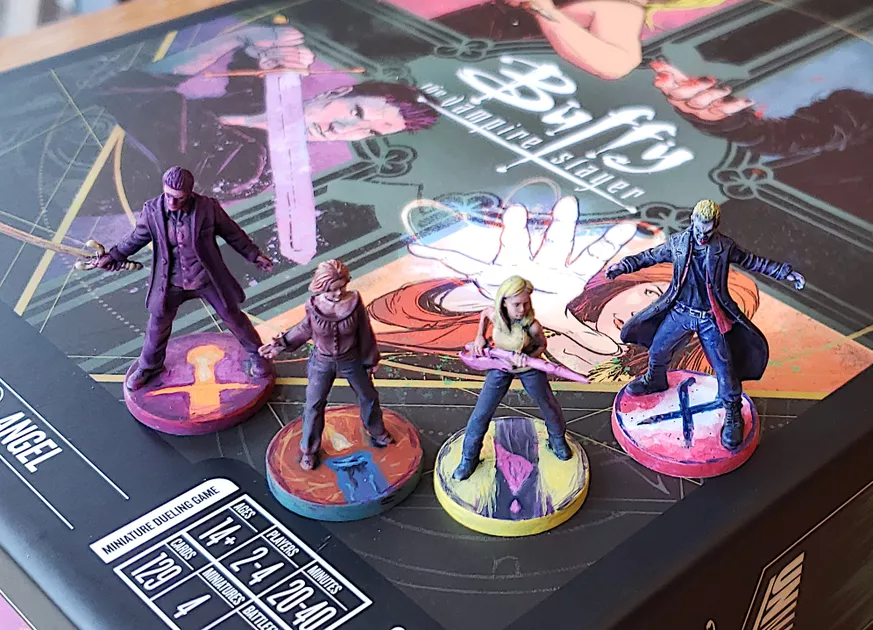 Buffy
the vampire slayer
ANGEL
MINIATURE DUELING GAME
AGES
14+
PLAYERS
2-4
MINUTES
20-40
CARDS
129
MINIATURES
4